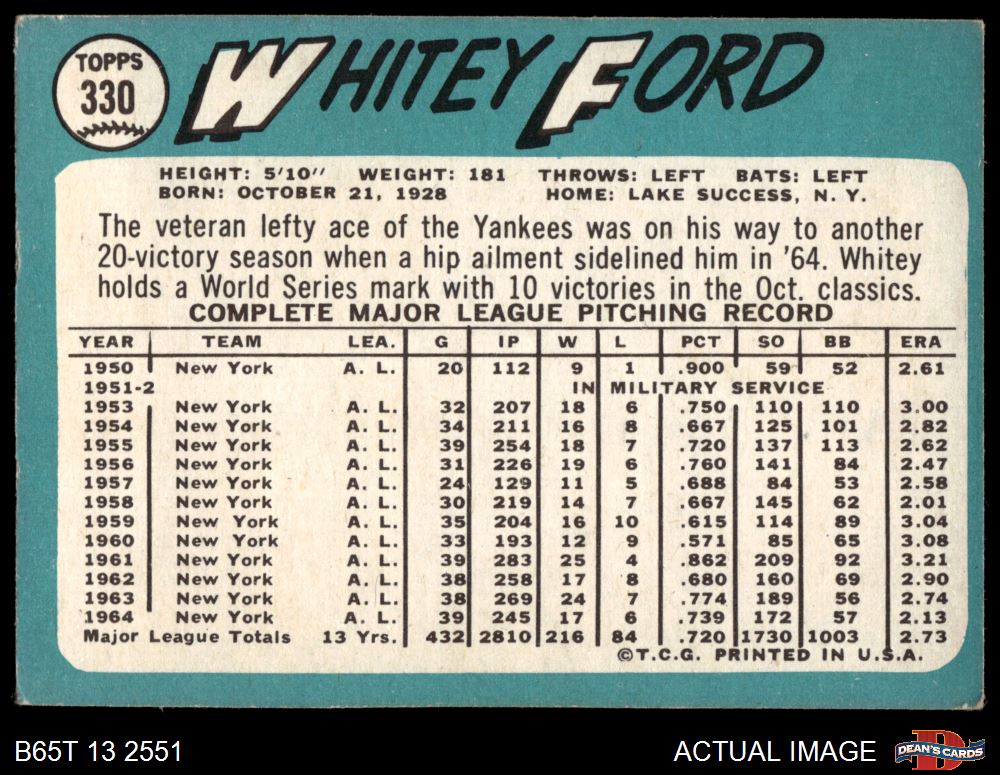 TOPPS
330
WHITEY FORD
HEIGHT: 5'10" WEIGHT: 181 THROWS: LEFT BATS: LEFT
BORN: OCTOBER 21, 1928 HOME: LAKE SUCCESS, N. Y.
The veteran lefty ace of the Yankees was on his way to another
20-victory season when a hip ailment sidelined him in '64. Whitey
holds a World Series mark with 10 victories in the Oct. classics.
COMPLETE MAJOR LEAGUE PITCHING RECORD
YEAR TEAM LEA. G IP W L PCT SO BB ERA
1950 New York A. L. 20 112 9 1 .900 59 52 2.61
1951-2 IN MILITARY SERVICE
1953 New York A. L. 32 207 18 6 .750 110 110 3.00
1954 New York A. L. 34 211 16 8 .667 125 101 2.82
1955 New York A. L. 39 254 18 7 .720 137 113 2.62
1956 New York A. L. 31 226 19 6 .760 141 84 2.47
1957 New York A. L. 24 129 11 5 .688 84 53 2.58
1958 New York A. L. 30 219 14 7 .667 145 62 2.01
1959 New York A. L. 35 204 16 10 .615 114 89 3.04
1960 New York A. L. 33 193 12 9 .571 85 65 3.08
1961 New York A. L. 39 283 25 4 .862 209 92 3.21
1962 New York A. L. 38 258 17 8 .680 160 69 2.90
1963 New York A. L. 38 269 24 7 .774 189 56 2.74
1964 New York A. L. 39 245 17 6 .739 172 57 2.13
Major League Totals 13 Yrs. 432 2810 216 84 .720 1730 1003 2.73
©T.C.G. PRINTED IN U.S.A.
B65T 13 2551 ACTUAL IMAGE DEAN'S CARDS